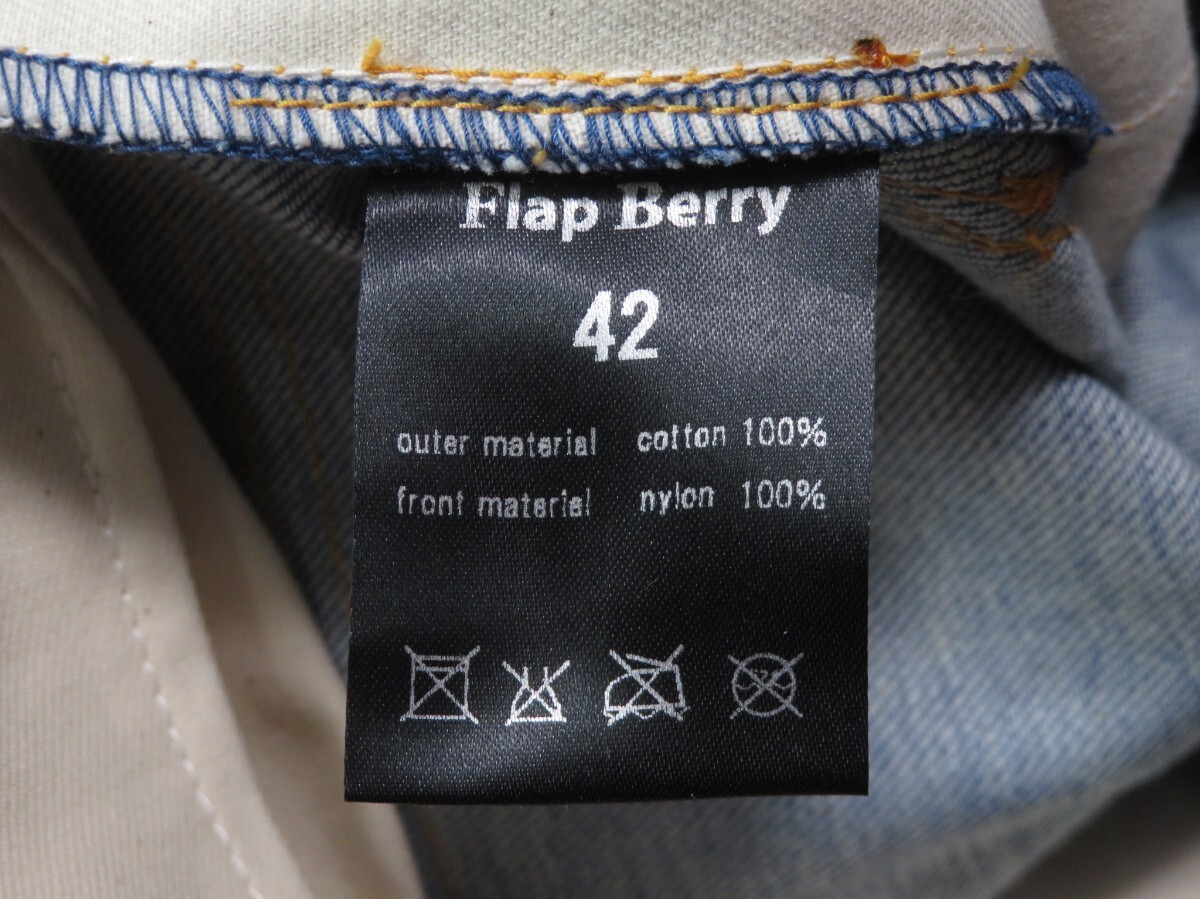 Flap Berry
42
outer material cotton 100%
front material nylon 100%